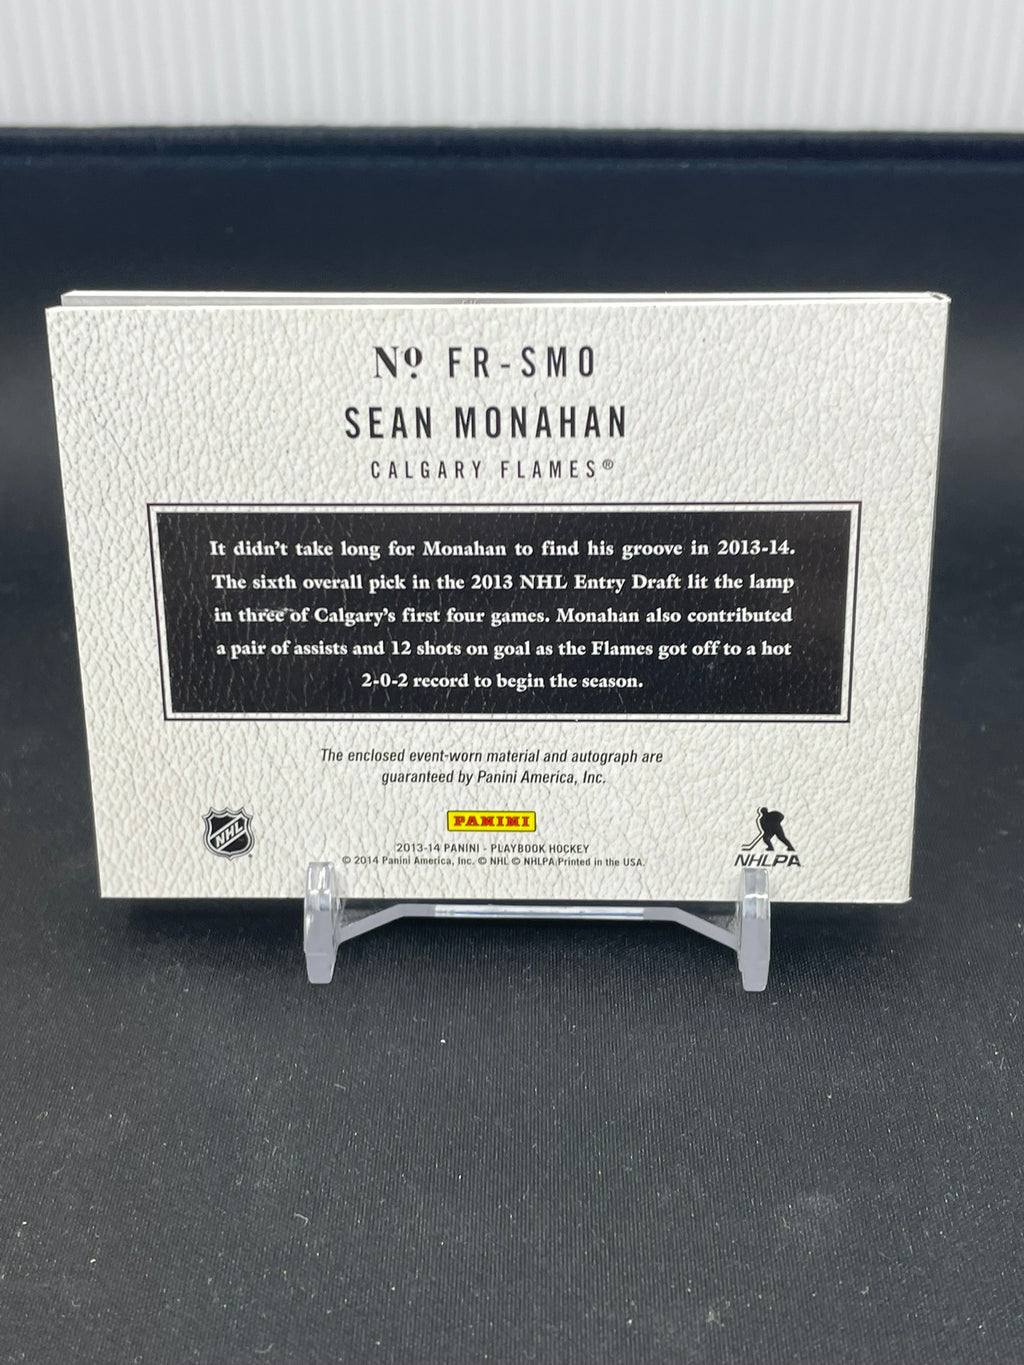 Nº FR-SMO
SEAN MONAHAN
CALGARY FLAMES®
It didn't take long for Monahan to find his groove in 2013-14.
The sixth overall pick in the 2013 NHL Entry Draft lit the lamp
in three of Calgary's first four games. Monahan also contributed
a pair of assists and 12 shots on goal as the Flames got off to a hot
2-0-2 record to begin the season.
The enclosed event-worn material and autograph are
guaranteed by Panini America, Inc.
NHL
PANINI
NHLPA
2013-14 PANINI - PLAYBOOK HOCKEY
© 2014 Panini America, Inc. © NHL © NHLPA Printed in the USA.